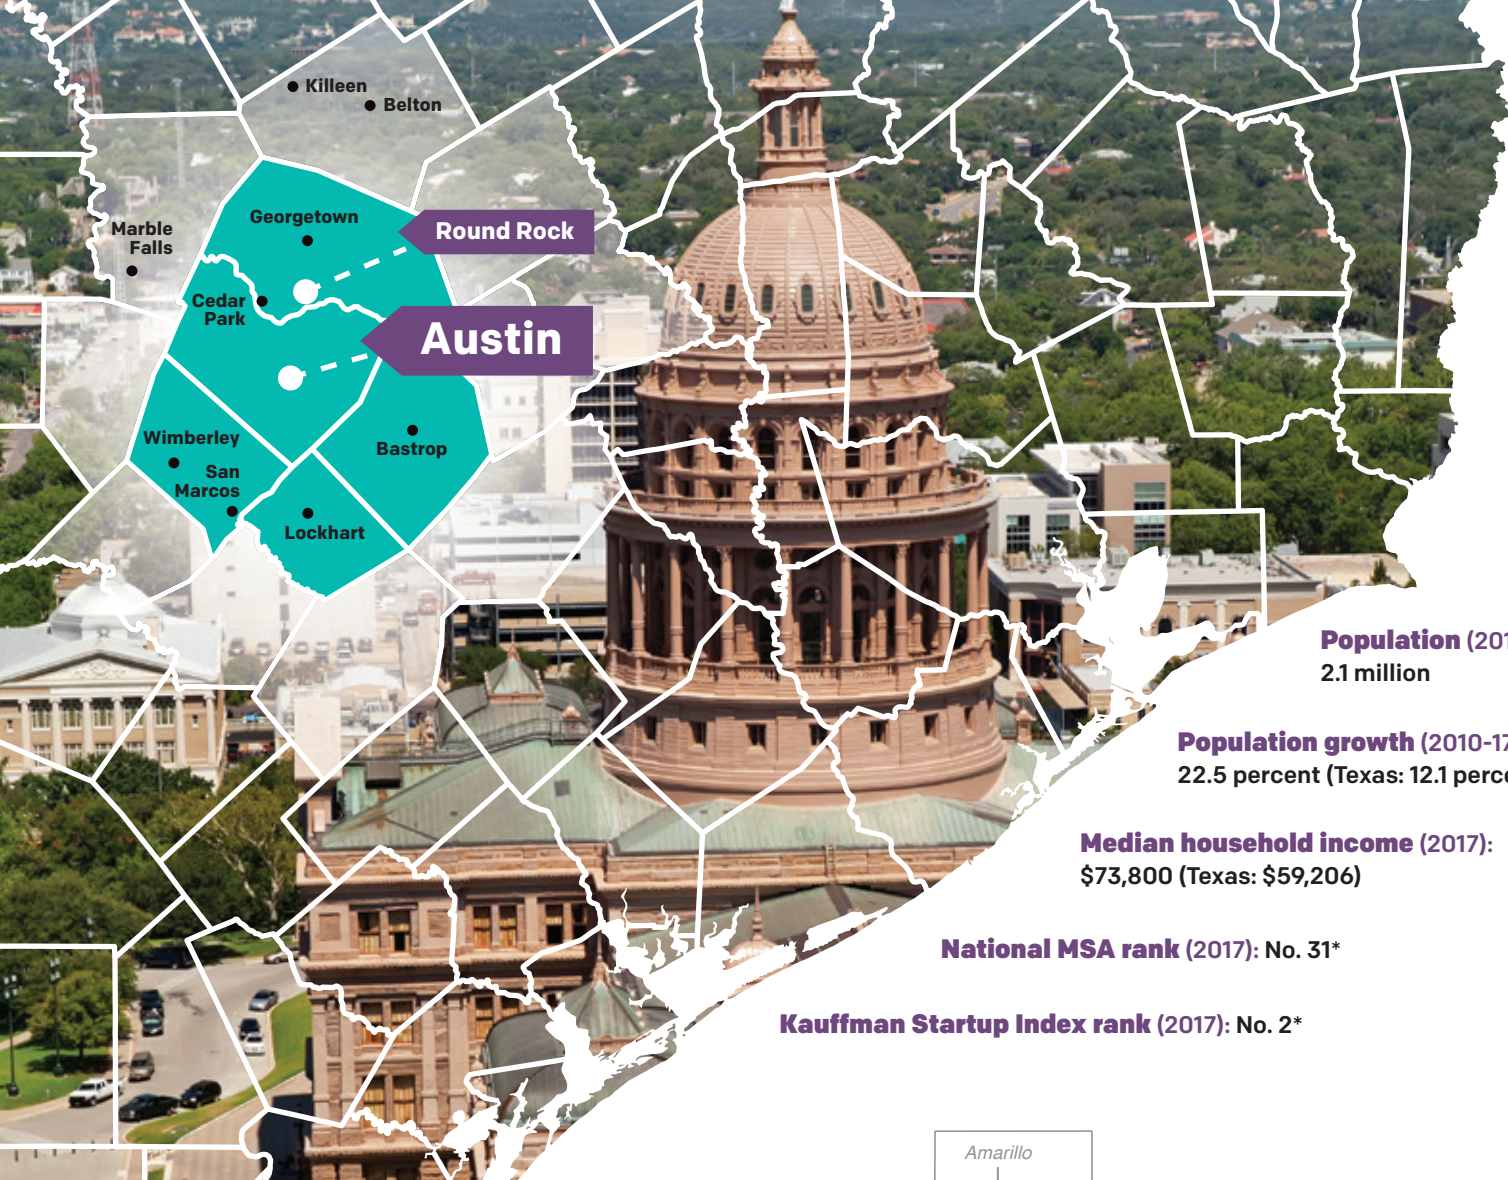 Killeen
Belton
Georgetown
Round Rock
Marble
Falls
Cedar
Park
Austin
Wimberley
San
Marcos
Bastrop
Lockhart
Population (201
2.1 million
Population growth (2010-17
22.5 percent (Texas: 12.1 perce
Median household income (2017):
$73,800 (Texas: $59,206)
National MSA rank (2017): No. 31*
Kauffman Startup Index rank (2017): No. 2*
Amarillo